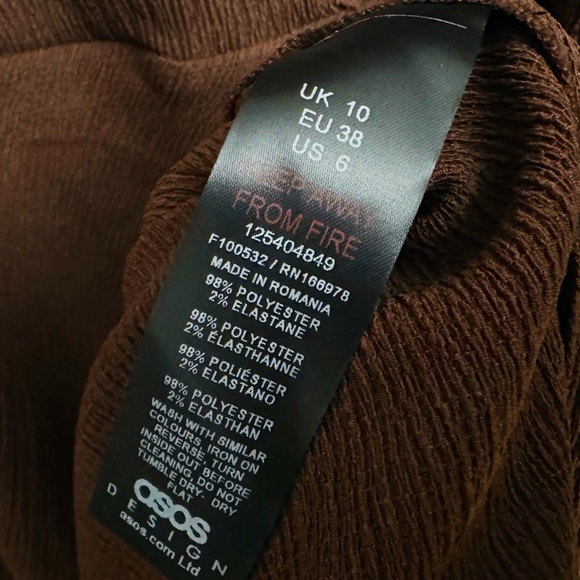 UK 10
EU 38
US 6
KEEP AWAY
FROM FIRE
125404849
F100532 / RN166978
MADE IN ROMANIA
98% POLYESTER
2% ELASTANE
98% POLYESTER
2% ELASTHANNE
98% POLIÉSTER
2% ELASTANO
98% POLYESTER
2% ELASTHAN
WASH WITH SIMILAR
COLOURS, IRON ON
REVERSE, TURN
INSIDE OUT BEFORE
CLEANING, DO NOT
TUMBLE DRY- DRY
FLAT
asos
DESIGN
asos.com Ltd